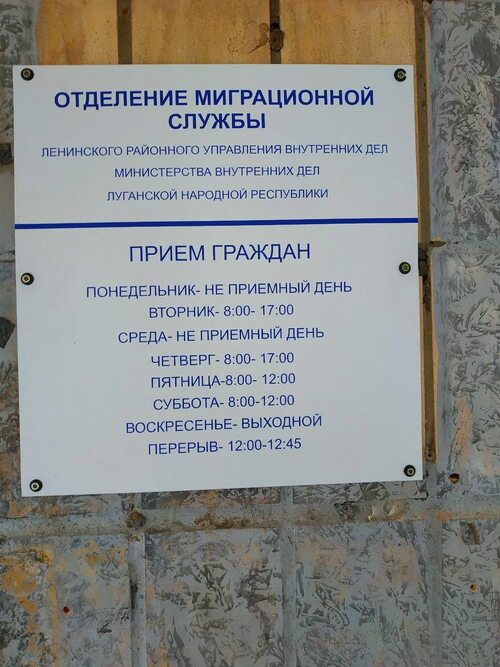 ОТДЕЛЕНИЕ МИГРАЦИОННОЙ
СЛУЖБЫ
ЛЕНИНСКОГО РАЙОННОГО УПРАВЛЕНИЯ ВНУТРЕННИХ ДЕЛ
МИНИСТЕРСТВА ВНУТРЕННИХ ДЕЛ
ЛУГАНСКОЙ НАРОДНОЙ РЕСПУБЛИКИ
ПРИЕМ ГРАЖДАН
ПОНЕДЕЛЬНИК- НЕ ПРИЕМНЫЙ ДЕНЬ
ВТОРНИК- 8:00- 17:00
СРЕДА- НЕ ПРИЕМНЫЙ ДЕНЬ
ЧЕТВЕРГ- 8:00- 17:00
ПЯТНИЦА-8:00- 12:00
СУББОТА- 8:00-12:00
ВОСКРЕСЕНЬЕ- ВЫХОДНОЙ
ПЕРЕРЫВ- 12:00-12:45